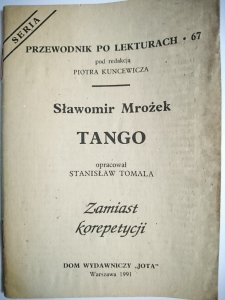 SERIA
PRZEWODNIK PO LEKTURACH • 67
pod redakcją
PIOTRA KUNCEWICZA
Sławomir Mrożek
TANGO
opracował
STANISŁAW TOMALA
Zamiast
korepetycji
DOM WYDAWNICZY „JOTA"
Warszawa 1991